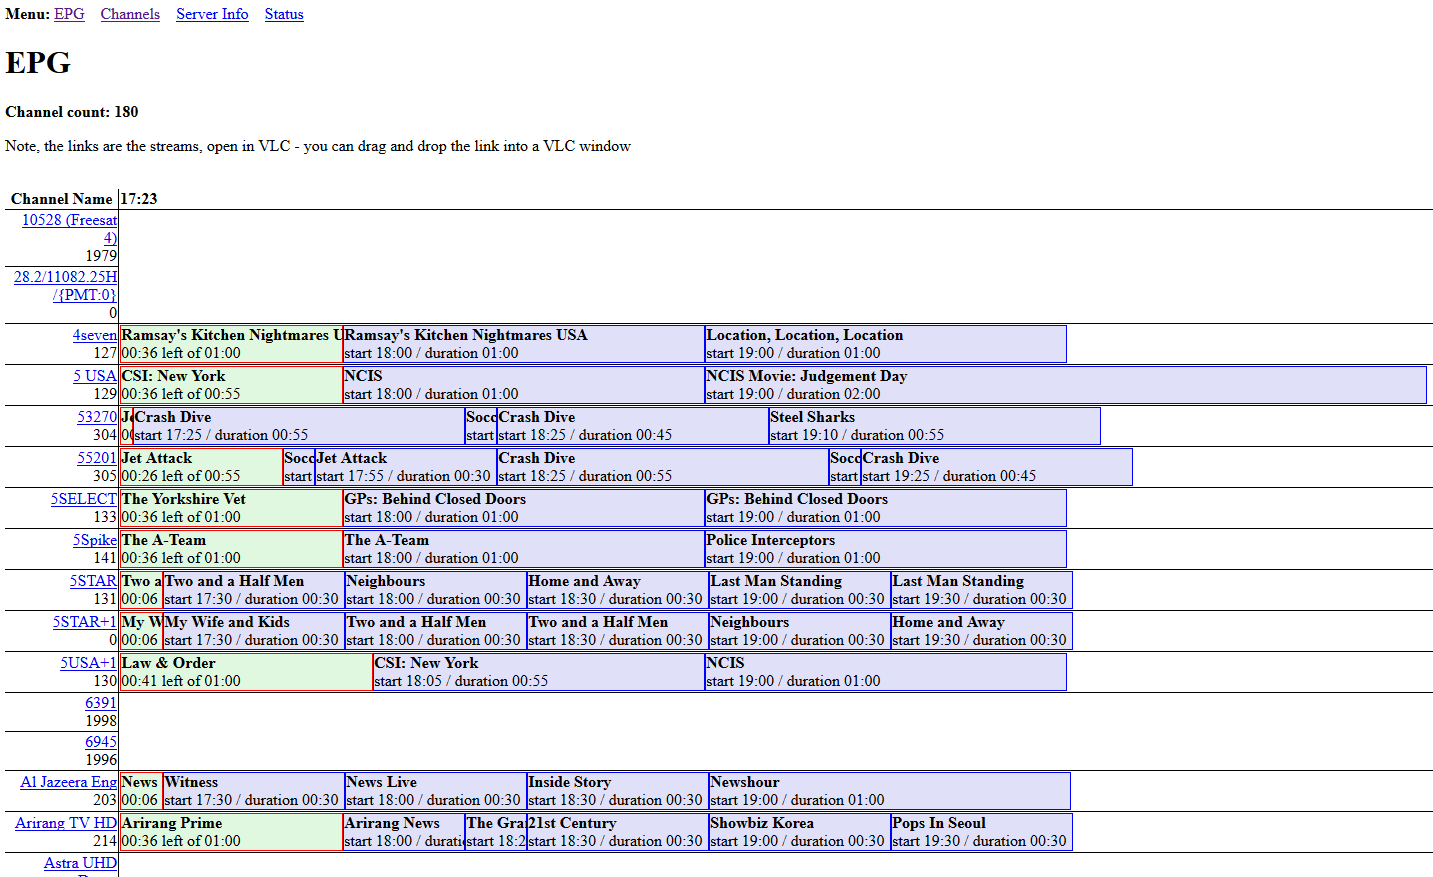 Menu: EPG Channels Server Info Status
EPG
Channel count: 180
Note, the links are the streams, open in VLC - you can drag and drop the link into a VLC window
Channel Name 17:23
10528 (Freesat
4)
1979
28.2/11082.25H
/{PMT:0}
0
4seven Ramsay's Kitchen Nightmares U Ramsay's Kitchen Nightmares USA Location, Location, Location
127 00:36 left of 01:00 start 18:00 / duration 01:00 start 19:00 / duration 01:00
5 USA CSI: New York NCIS NCIS Movie: Judgement Day
129 00:36 left of 00:55 start 18:00 / duration 01:00 start 19:00 / duration 02:00
53270 Je Crash Dive Socc Crash Dive Steel Sharks
304 00 start 17:25 / duration 00:55 start start 18:25 / duration 00:45 start 19:10 / duration 00:55
55201 Jet Attack Socc Jet Attack Crash Dive Socc Crash Dive
305 00:26 left of 00:55 start start 17:55 / duration 00:30 start 18:25 / duration 00:55 start start 19:25 / duration 00:45
5SELECT The Yorkshire Vet GPs: Behind Closed Doors GPs: Behind Closed Doors
133 00:36 left of 01:00 start 18:00 / duration 01:00 start 19:00 / duration 01:00
5Spike The A-Team The A-Team Police Interceptors
141 00:36 left of 01:00 start 18:00 / duration 01:00 start 19:00 / duration 01:00
5STAR Two a Two and a Half Men Neighbours Home and Away Last Man Standing Last Man Standing
131 00:06 start 17:30 / duration 00:30 start 18:00 / duration 00:30 start 18:30 / duration 00:30 start 19:00 / duration 00:30 start 19:30 / duration 00:30
5STAR+1 My W My Wife and Kids Two and a Half Men Two and a Half Men Neighbours Home and Away
0 00:06 start 17:30 / duration 00:30 start 18:00 / duration 00:30 start 18:30 / duration 00:30 start 19:00 / duration 00:30 start 19:30 / duration 00:30
5USA+1 Law & Order CSI: New York NCIS
130 00:41 left of 01:00 start 18:05 / duration 00:55 start 19:00 / duration 01:00
6391
1998
6945
1996
Al Jazeera Eng News Witness News Live Inside Story Newshour
203 00:06 start 17:30 / duration 00:30 start 18:00 / duration 00:30 start 18:30 / duration 00:30 start 19:00 / duration 01:00
Arirang TV HD Arirang Prime Arirang News The Gra 21st Century Showbiz Korea Pops In Seoul
214 00:36 left of 01:00 start 18:00 / durati start 18:2 start 18:30 / duration 00:30 start 19:00 / duration 00:30 start 19:30 / duration 00:30
Astra UHD